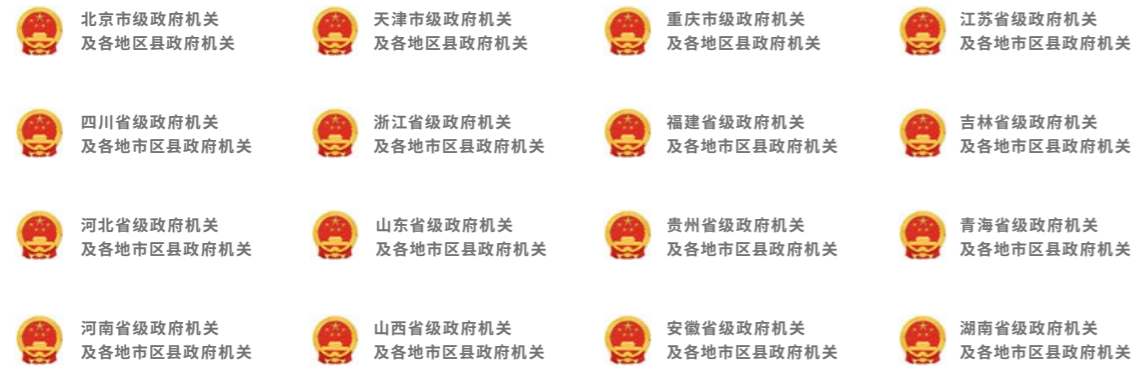 北京市级政府机关
及各地区县政府机关
天津市级政府机关
及各地区县政府机关
重庆市级政府机关
及各地区县政府机关
江苏省级政府机关
及各地市区县政府机关
四川省级政府机关
及各地市区县政府机关
浙江省级政府机关
及各地市区县政府机关
福建省级政府机关
及各地市区县政府机关
吉林省级政府机关
及各地市区县政府机关
河北省级政府机关
及各地市区县政府机关
山东省级政府机关
及各地市区县政府机关
贵州省级政府机关
及各地市区县政府机关
青海省级政府机关
及各地市区县政府机关
河南省级政府机关
及各地市区县政府机关
山西省级政府机关
及各地市区县政府机关
安徽省级政府机关
及各地市区县政府机关
湖南省级政府机关
及各地市区县政府机关